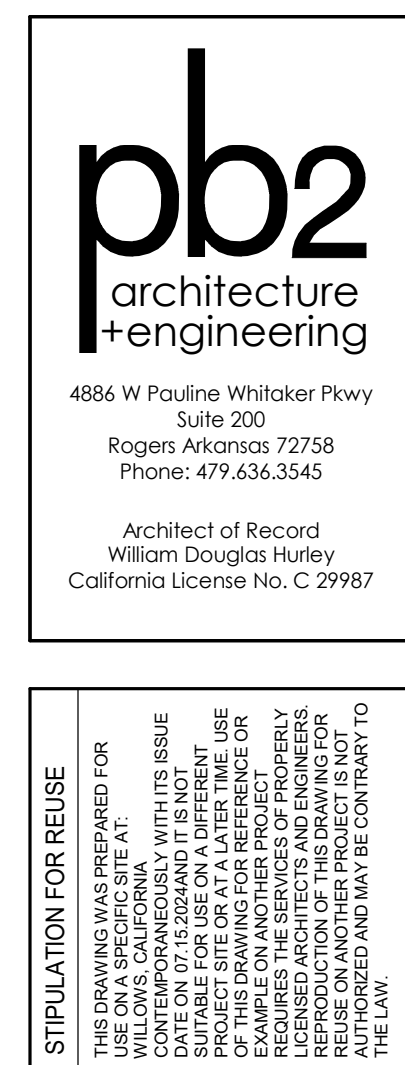 pb2
architecture
+engineering
4886 W Pauline Whitaker Pkwy
Suite 200
Rogers Arkansas 72758
Phone: 479.636.3545
Architect of Record
William Douglas Hurley
California License No. C 29987
STIPULATION FOR REUSE
THIS DRAWING WAS PREPARED FOR
USE ON A SPECIFIC SITE AT:
WILLOWS, CALIFORNIA
CONTEMPORANEOUSLY WITH ITS ISSUE
DATE ON 07.15.2024AND IT IS NOT
SUITABLE FOR USE ON A DIFFERENT
PROJECT SITE OR AT A LATER TIME. USE
OF THIS DRAWING FOR REFERENCE OR
EXAMPLE ON ANOTHER PROJECT
REQUIRES THE SERVICES OF PROPERLY
LICENSED ARCHITECTS AND ENGINEERS.
REPRODUCTION OF THIS DRAWING FOR
REUSE ON ANOTHER PROJECT IS NOT
AUTHORIZED AND MAY BE CONTRARY TO
THE LAW.